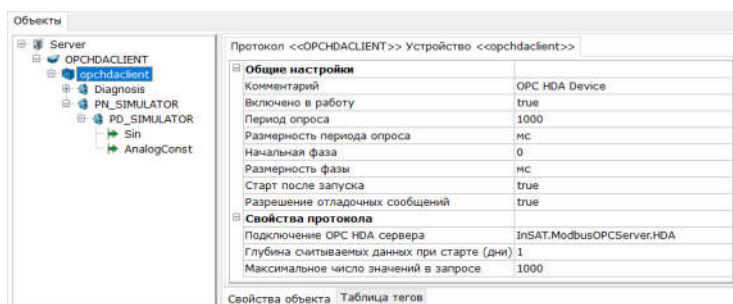 Объекты
Server
OPCHDACLIENT
opchdaclient
Diagnosis
PN_SIMULATOR
PD_SIMULATOR
Sin
AnalogConst
Протокол <<OPCHDACLIENT>> Устройство <<opchdaclient>>
Общие настройки
Комментарий OPC HDA Device
Включено в работу true
Период опроса 1000
Размерность периода опроса мс
Начальная фаза 0
Размерность фазы мс
Старт после запуска true
Разрешение отладочных сообщений true
Свойства протокола
Подключение OPC HDA сервера InSAT.ModbusOPCServer.HDA
Глубина считываемых данных при старте (дни) 1
Максимальное число значений в запросе 1000
Свойства объекта Таблица тегов